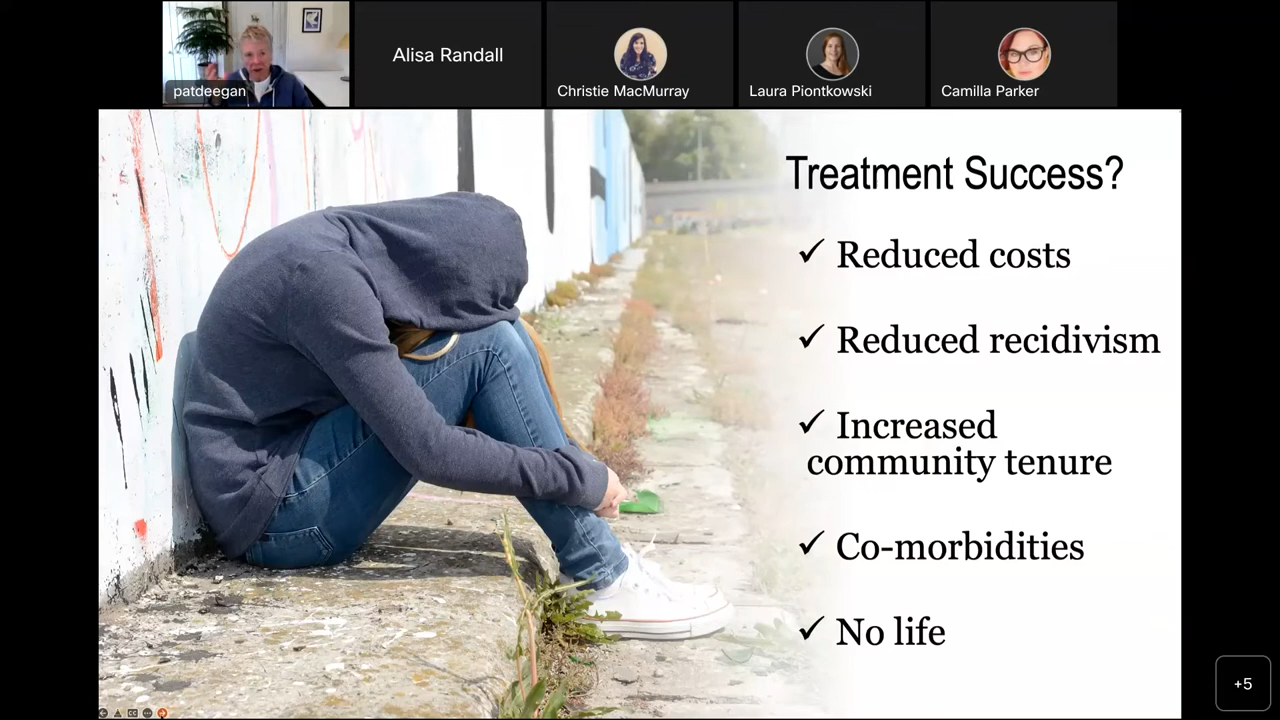 patdeegan
Alisa Randall
Christie MacMurray
Laura Piontkowski
Camilla Parker
Treatment Success?
✓ Reduced costs
✓ Reduced recidivism
✓ Increased
community tenure
✓ Co-morbidities
✓ No life
+5